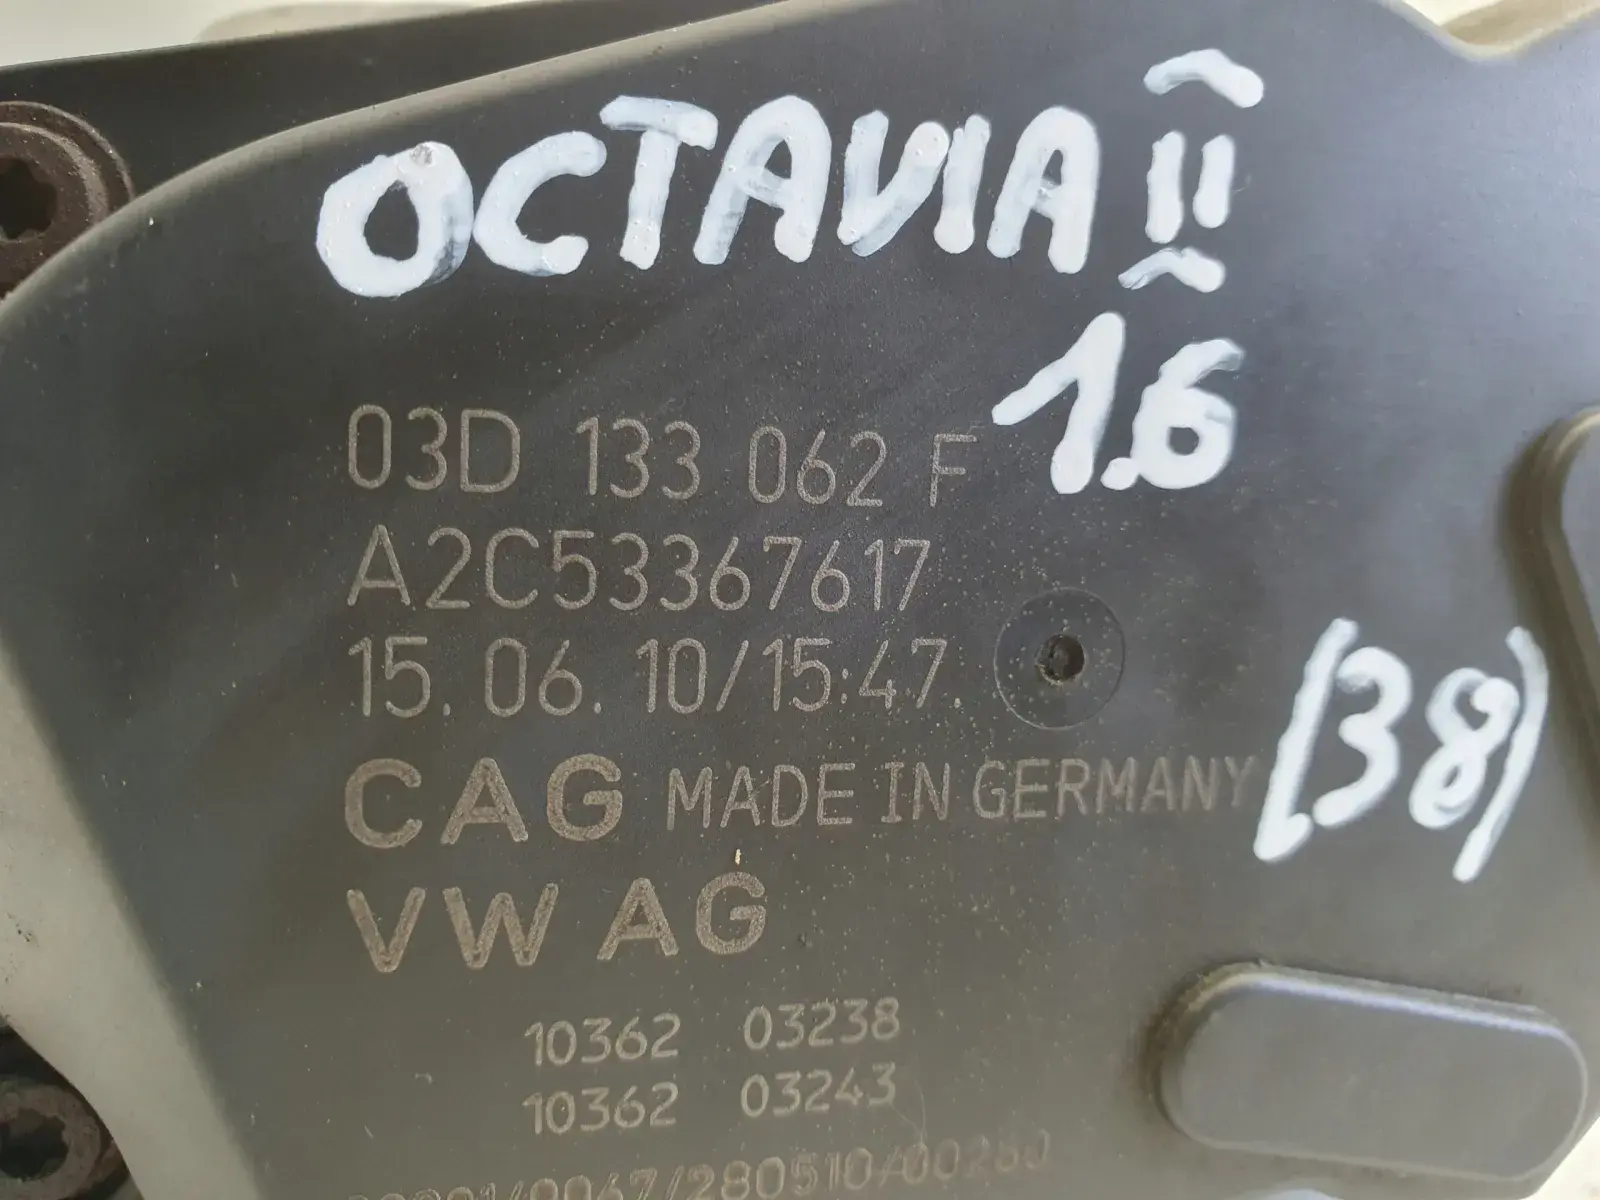 OCTAVIA II
1.6
03D 133 062 F
A2C53367617
15.06.10/15:47.
CAG MADE IN GERMANY
(38)
VW AG
10362 03238
10362 03243